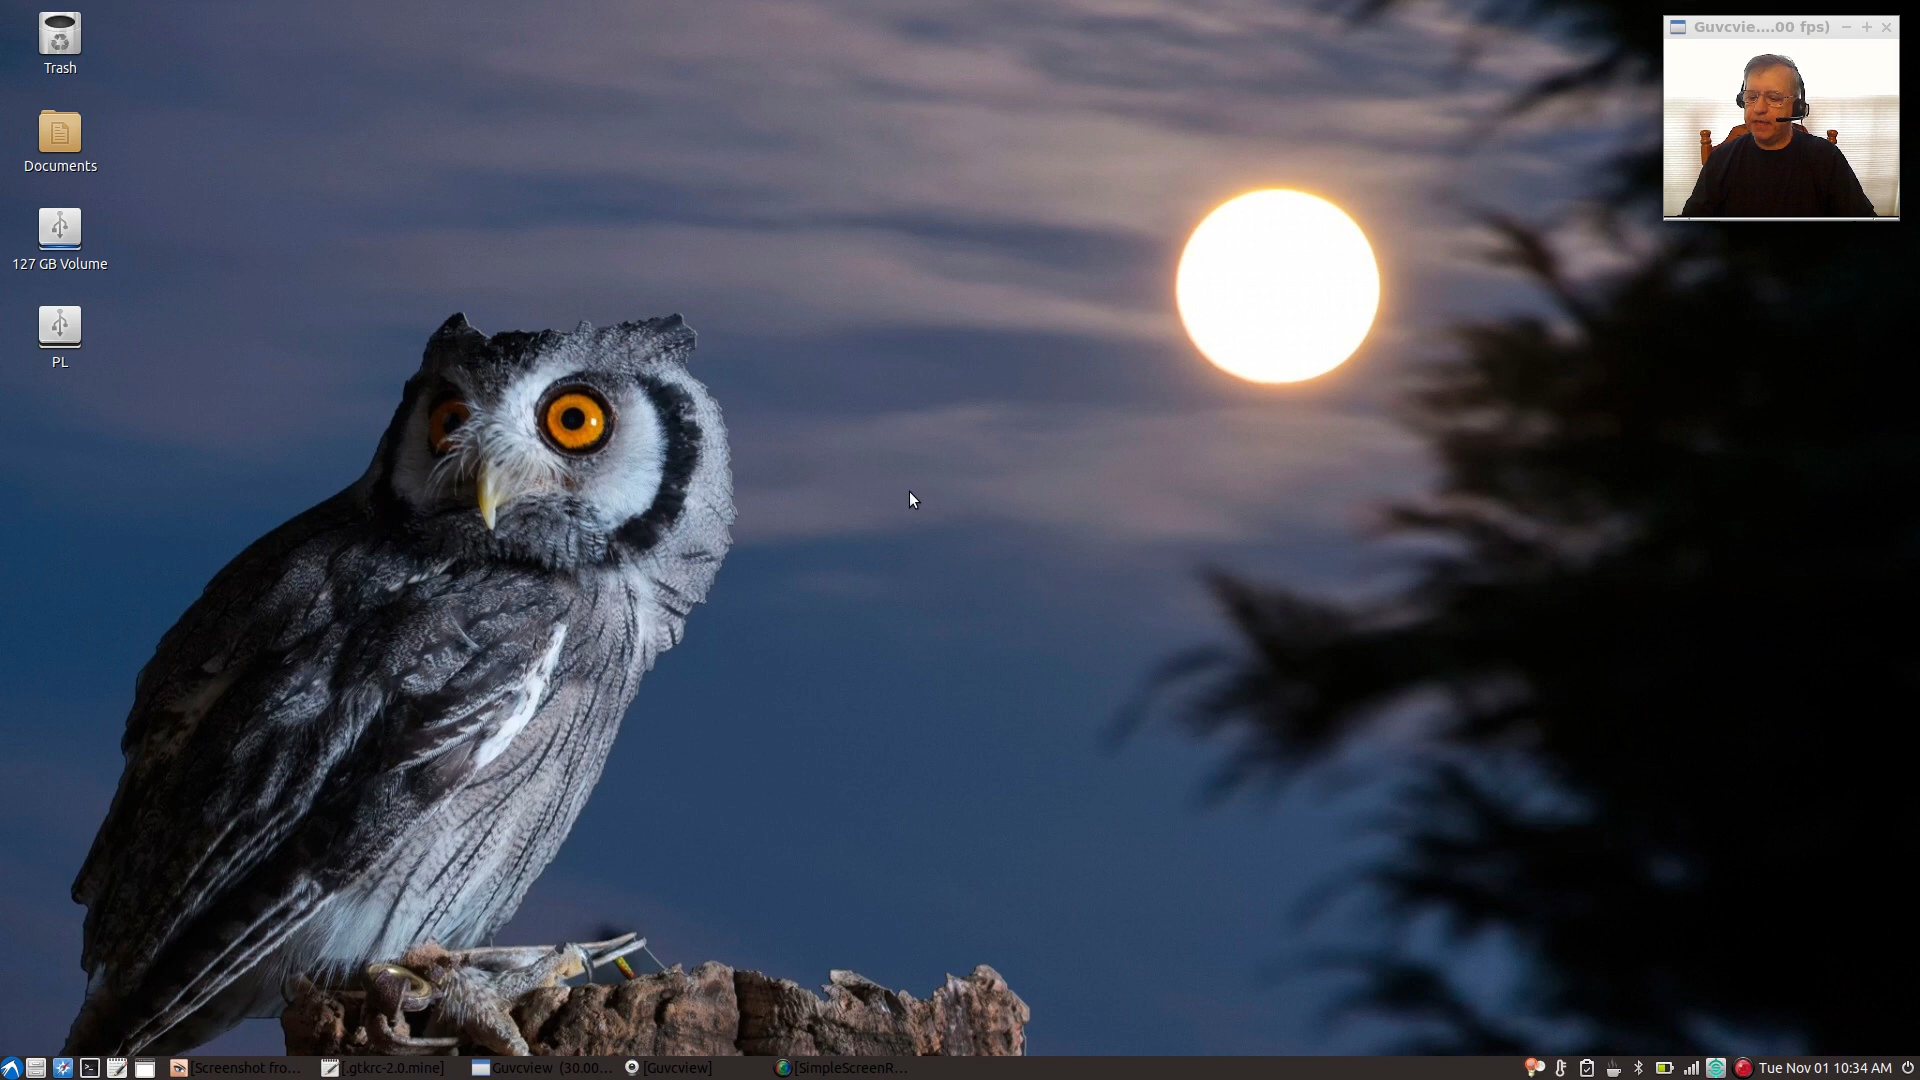 Trash
Documents
127 GB Volume
PL
Guvcvie....00 fps)
[Screenshot fro...
[.gtkrc-2.0.mine]
Guvcview (30.00...
[Guvcview]
[SimpleScreenR...
Tue Nov 01 10:34 AM